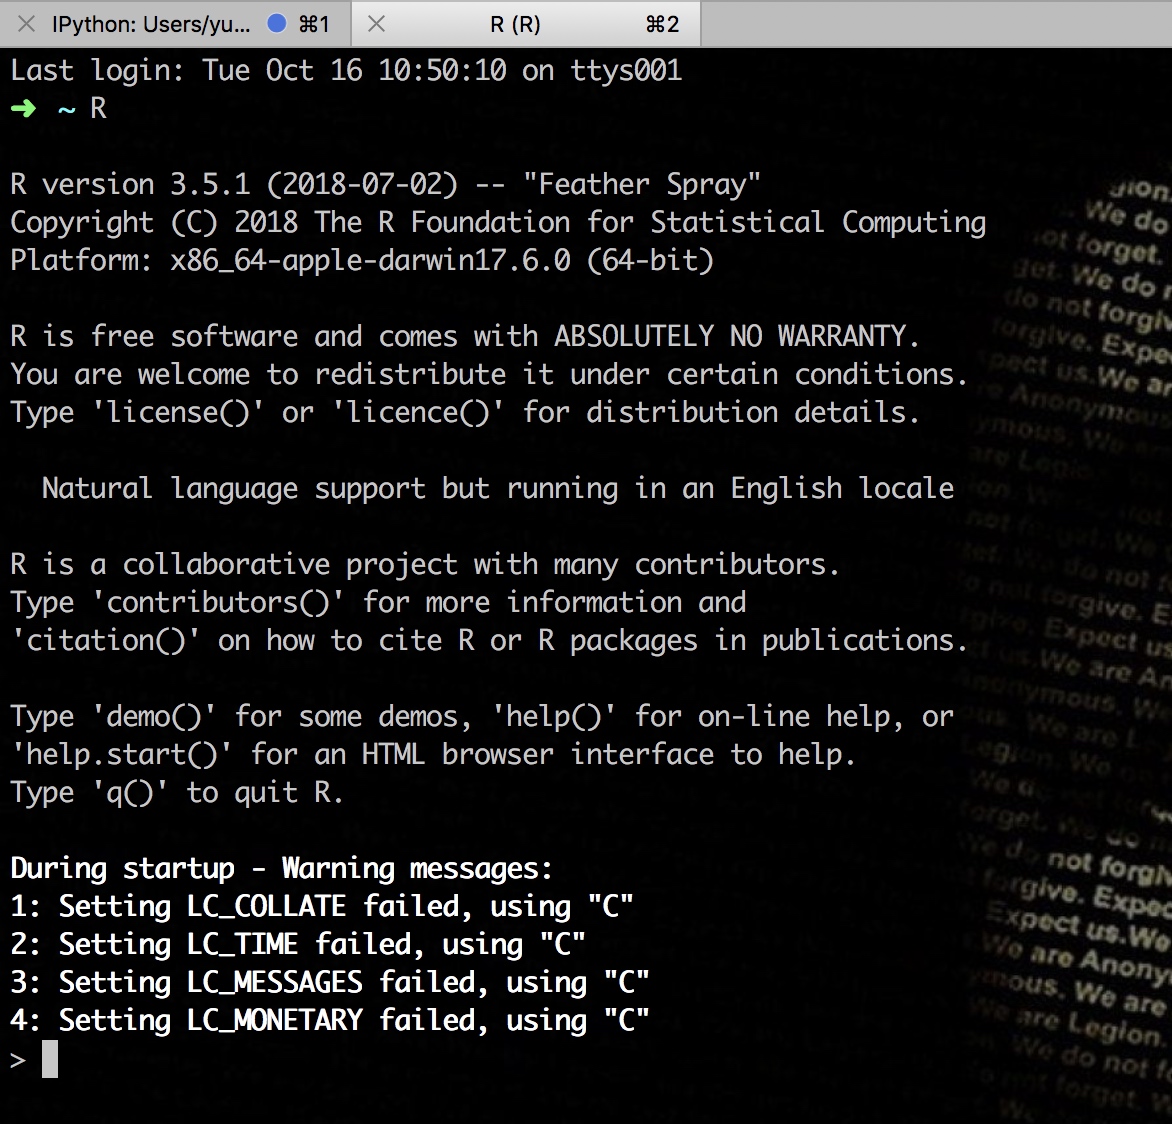 IPython: Users/yu... ⌘1 R (R) ⌘2
Last login: Tue Oct 16 10:50:10 on ttys001
➜ ~ R
R version 3.5.1 (2018-07-02) -- "Feather Spray"
Copyright (C) 2018 The R Foundation for Statistical Computing
Platform: x86_64-apple-darwin17.6.0 (64-bit)
R is free software and comes with ABSOLUTELY NO WARRANTY.
You are welcome to redistribute it under certain conditions.
Type 'license()' or 'licence()' for distribution details.
Natural language support but running in an English locale
R is a collaborative project with many contributors.
Type 'contributors()' for more information and
'citation()' on how to cite R or R packages in publications.
Type 'demo()' for some demos, 'help()' for on-line help, or
'help.start()' for an HTML browser interface to help.
Type 'q()' to quit R.
During startup - Warning messages:
1: Setting LC_COLLATE failed, using "C"
2: Setting LC_TIME failed, using "C"
3: Setting LC_MESSAGES failed, using "C"
4: Setting LC_MONETARY failed, using "C"
>